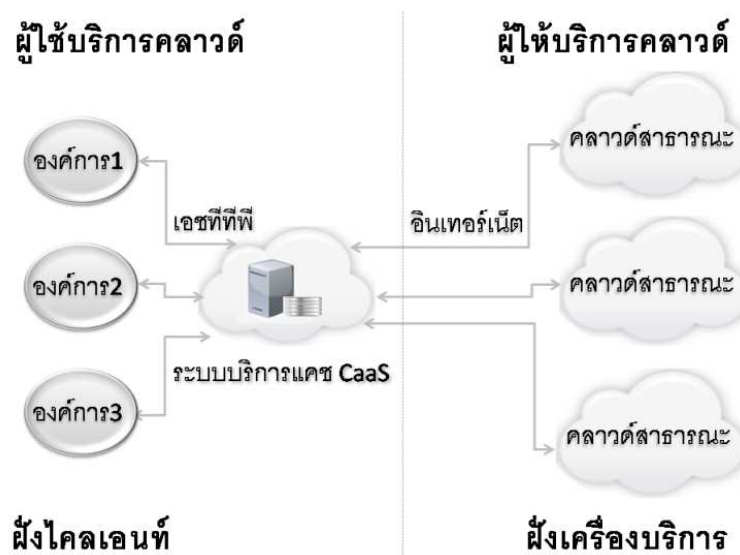 ผู้ใช้บริการคลาวด์
ผู้ให้บริการคลาวด์
องค์การ1
คลาวด์สาธารณะ
เอชทีทีพี
อินเทอร์เน็ต
องค์การ2
คลาวด์สาธารณะ
ระบบบริการแคช CaaS
องค์การ3
คลาวด์สาธารณะ
ฝั่งไคลเอนท์
ฝั่งเครื่องบริการ